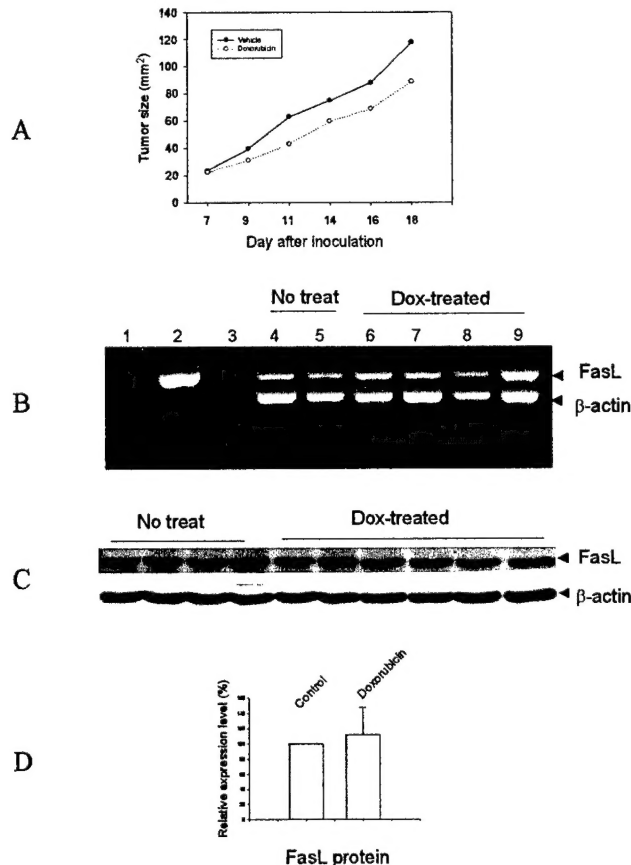 A
140
120
100
80
60
40
20
0
Tumor size (mm²)
Vehicle
Doxorubicin
7 9 11 14 16 18
Day after inoculation
B
No treat Dox-treated
1 2 3 4 5 6 7 8 9
FasL
β-actin
C
No treat Dox-treated
FasL
β-actin
D
Relative expression level (%)
Control
Doxorubicin
FasL protein